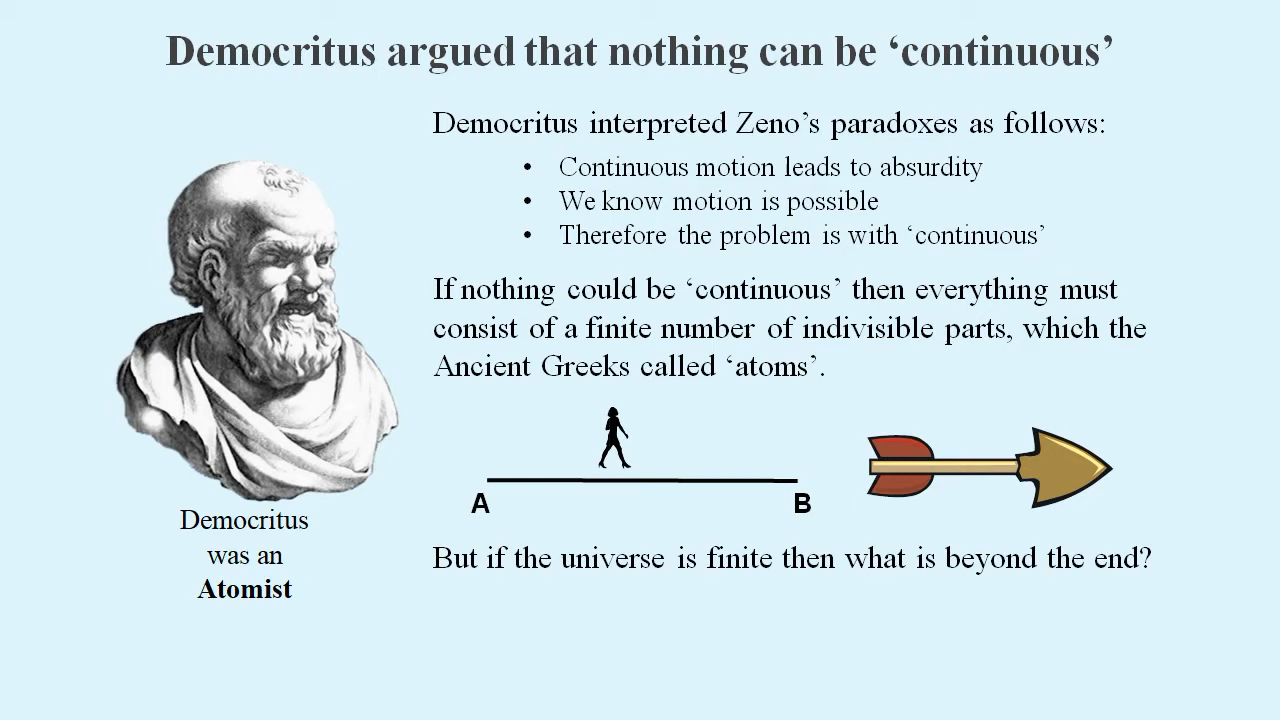 Democritus argued that nothing can be ‘continuous’
Democritus interpreted Zeno’s paradoxes as follows:
• Continuous motion leads to absurdity
• We know motion is possible
• Therefore the problem is with ‘continuous’
If nothing could be ‘continuous’ then everything must
consist of a finite number of indivisible parts, which the
Ancient Greeks called ‘atoms’.
A
B
Democritus
was an
Atomist
But if the universe is finite then what is beyond the end?